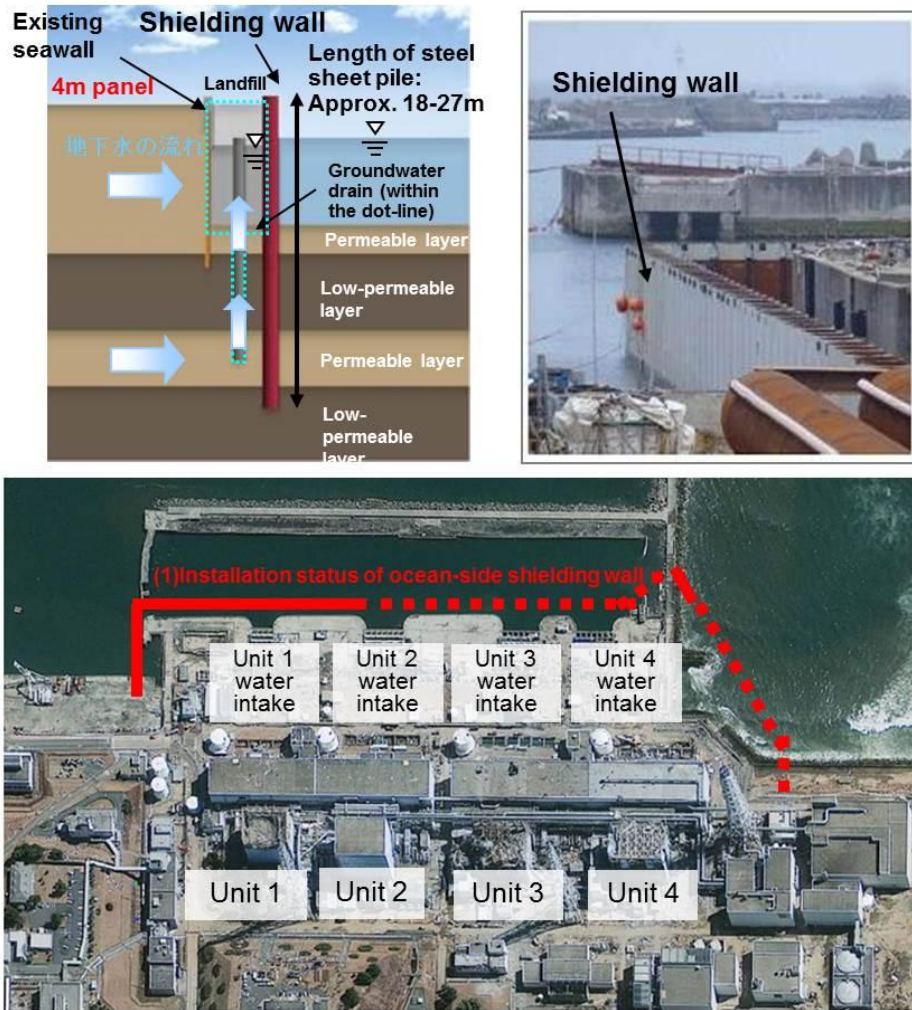 Existing
seawall
Shielding wall
4m panel
Landfill
Length of steel
sheet pile:
Approx. 18-27m
地下水の流れ
Groundwater
drain (within
the dot-line)
Permeable layer
Low-permeable
layer
Permeable layer
Low-
permeable
layer
Shielding wall
(1)Installation status of ocean-side shielding wall
Unit 1
water
intake
Unit 2
water
intake
Unit 3
water
intake
Unit 4
water
intake
Unit 1
Unit 2
Unit 3
Unit 4